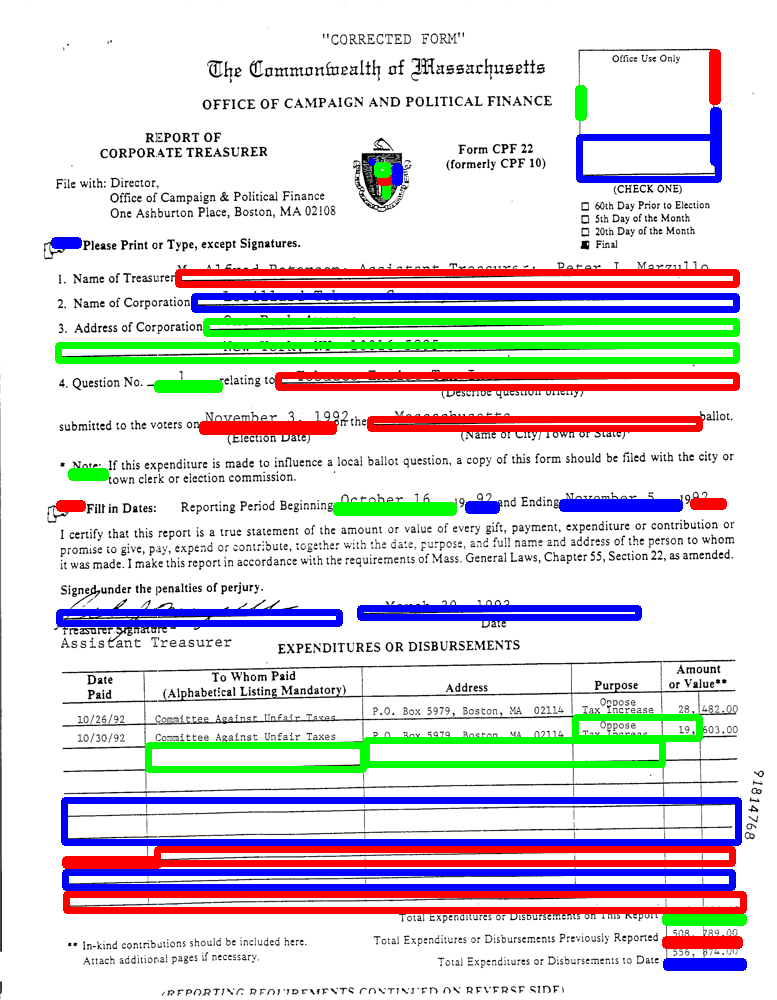 "CORRECTED FORM"
The Commonwealth of Massachusetts
Office Use Only
OFFICE OF CAMPAIGN AND POLITICAL FINANCE
REPORT OF
CORPORATE TREASURER
Form CPF 22
(formerly CPF 10)
File with: Director,
Office of Campaign & Political Finance
One Ashburton Place, Boston, MA 02108
(CHECK ONE)
60th Day Prior to Election
5th Day of the Month
20th Day of the Month
Final
Please Print or Type, except Signatures.
1. Name of Treasurer M. Alfred Peterson, Assistant Treasurer; Peter J. Marzullo
2. Name of Corporation
3. Address of Corporation
4. Question No. 1 relating to
(Describe question briefly)
submitted to the voters on November 3, 1992 on the Massachusetts ballot.
(Election Date) (Name of City/Town or State)
* Note: If this expenditure is made to influence a local ballot question, a copy of this form should be filed with the city or
town clerk or election commission.
Fill in Dates: Reporting Period Beginning October 16 19 92 and Ending November 5 1992
I certify that this report is a true statement of the amount or value of every gift, payment, expenditure or contribution or
promise to give, pay, expend or contribute, together with the date, purpose, and full name and address of the person to whom
it was made. I make this report in accordance with the requirements of Mass. General Laws, Chapter 55, Section 22, as amended.
Signed under the penalties of perjury.
March 30, 1993
Treasurer Signature Date
Assistant Treasurer
EXPENDITURES OR DISBURSEMENTS
Date Paid To Whom Paid (Alphabetical Listing Mandatory) Address Purpose Amount or Value**
10/26/92 Committee Against Unfair Taxes P.O. Box 5979, Boston, MA 02114 Oppose Tax Increase 28,482.00
10/30/92 Committee Against Unfair Taxes P.O. Box 5979, Boston, MA 02114 Oppose Tax Increase 19,603.00
91814768
Total Expenditures or Disbursements on This Report
** In-kind contributions should be included here.
Total Expenditures or Disbursements Previously Reported 508,789.00
Attach additional pages if necessary.
Total Expenditures or Disbursements to Date 556,874.00
(REPORTING REQUIREMENTS CONTINUED ON REVERSE SIDE)